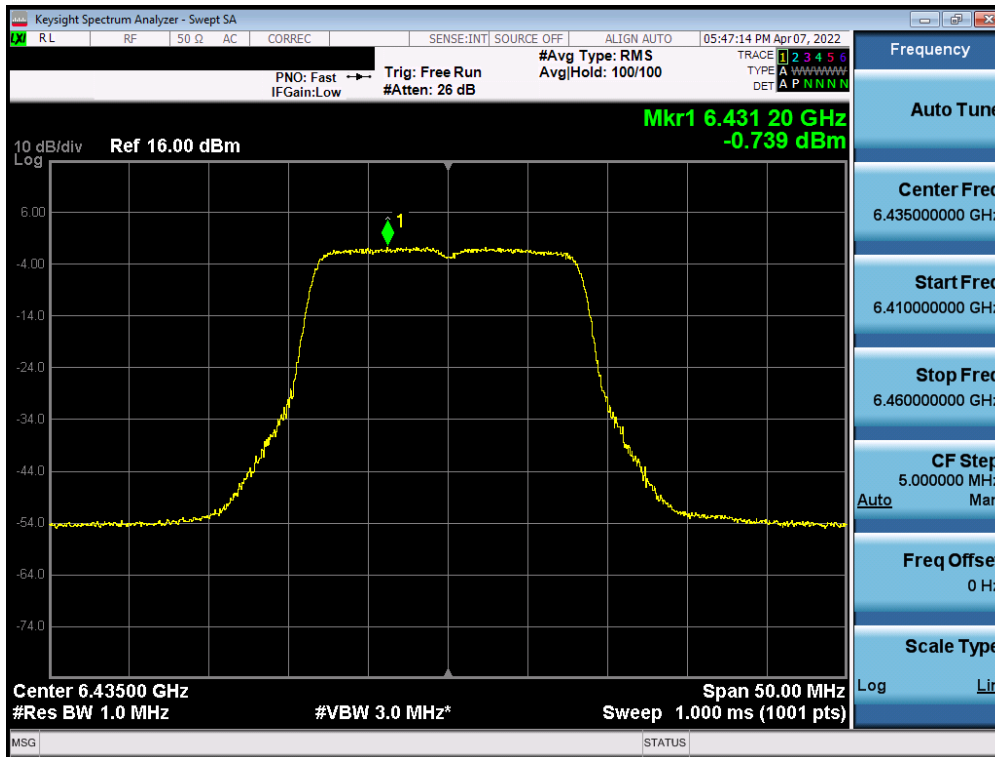 Keysight Spectrum Analyzer - Swept SA
LXI RL RF 50 Ω AC CORREC SENSE:INT SOURCE OFF ALIGN AUTO 05:47:14 PM Apr 07, 2022
PNO: Fast
IFGain:Low
Trig: Free Run
#Atten: 26 dB
#Avg Type: RMS
Avg|Hold: 100/100
TRACE 1 2 3 4 5 6
TYPE A WWWWW
DET A P N N N N
Mkr1 6.431 20 GHz
-0.739 dBm
10 dB/div Ref 16.00 dBm
Log
1
6.00
-4.00
-14.0
-24.0
-34.0
-44.0
-54.0
-64.0
-74.0
Center 6.43500 GHz Span 50.00 MHz
#Res BW 1.0 MHz #VBW 3.0 MHz* Sweep 1.000 ms (1001 pts)
MSG STATUS
Frequency
Auto Tune
Center Freq
6.435000000 GHz
Start Freq
6.410000000 GHz
Stop Freq
6.460000000 GHz
CF Step
5.000000 MHz
Auto Man
Freq Offset
0 Hz
Scale Type
Log Lin